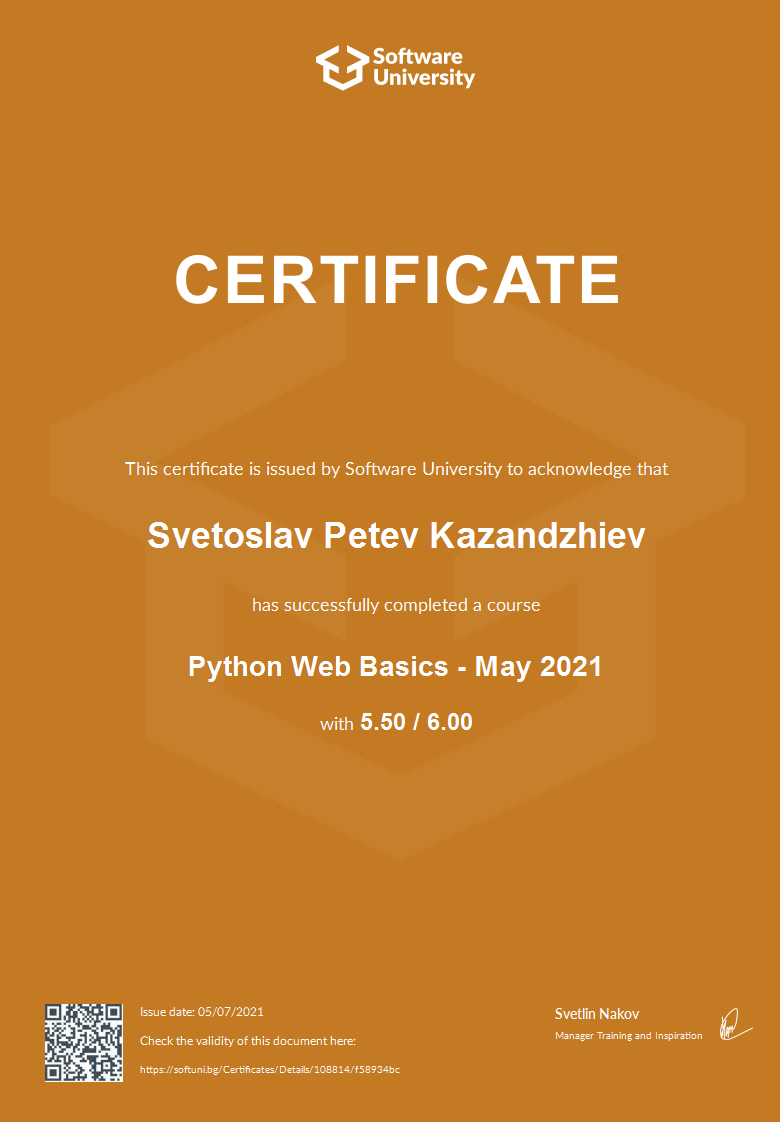 Software
University
CERTIFICATE
This certificate is issued by Software University to acknowledge that
Svetoslav Petev Kazandzhiev
has successfully completed a course
Python Web Basics - May 2021
with 5.50 / 6.00
Issue date: 05/07/2021
Check the validity of this document here:
https://softuni.bg/Certificates/Details/108814/f58934bc
Svetlin Nakov
Manager Training and Inspiration